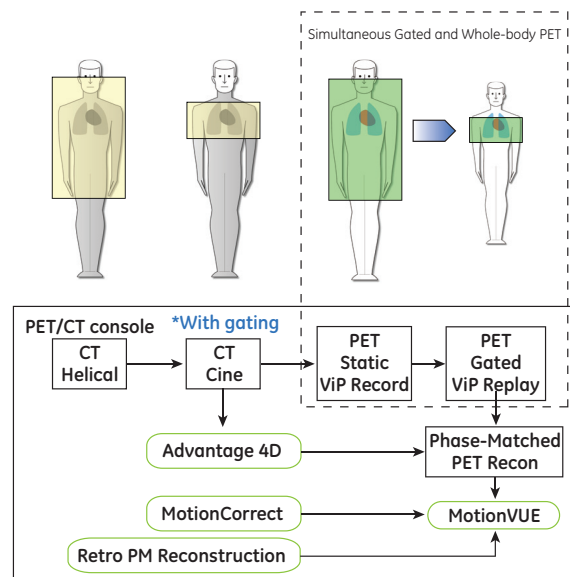 Simultaneous Gated and Whole-body PET
PET/CT console
*With gating
CT
Helical
CT
Cine
PET
Static
ViP Record
PET
Gated
ViP Replay
Advantage 4D
Phase-Matched
PET Recon
MotionCorrect
MotionVUE
Retro PM Reconstruction